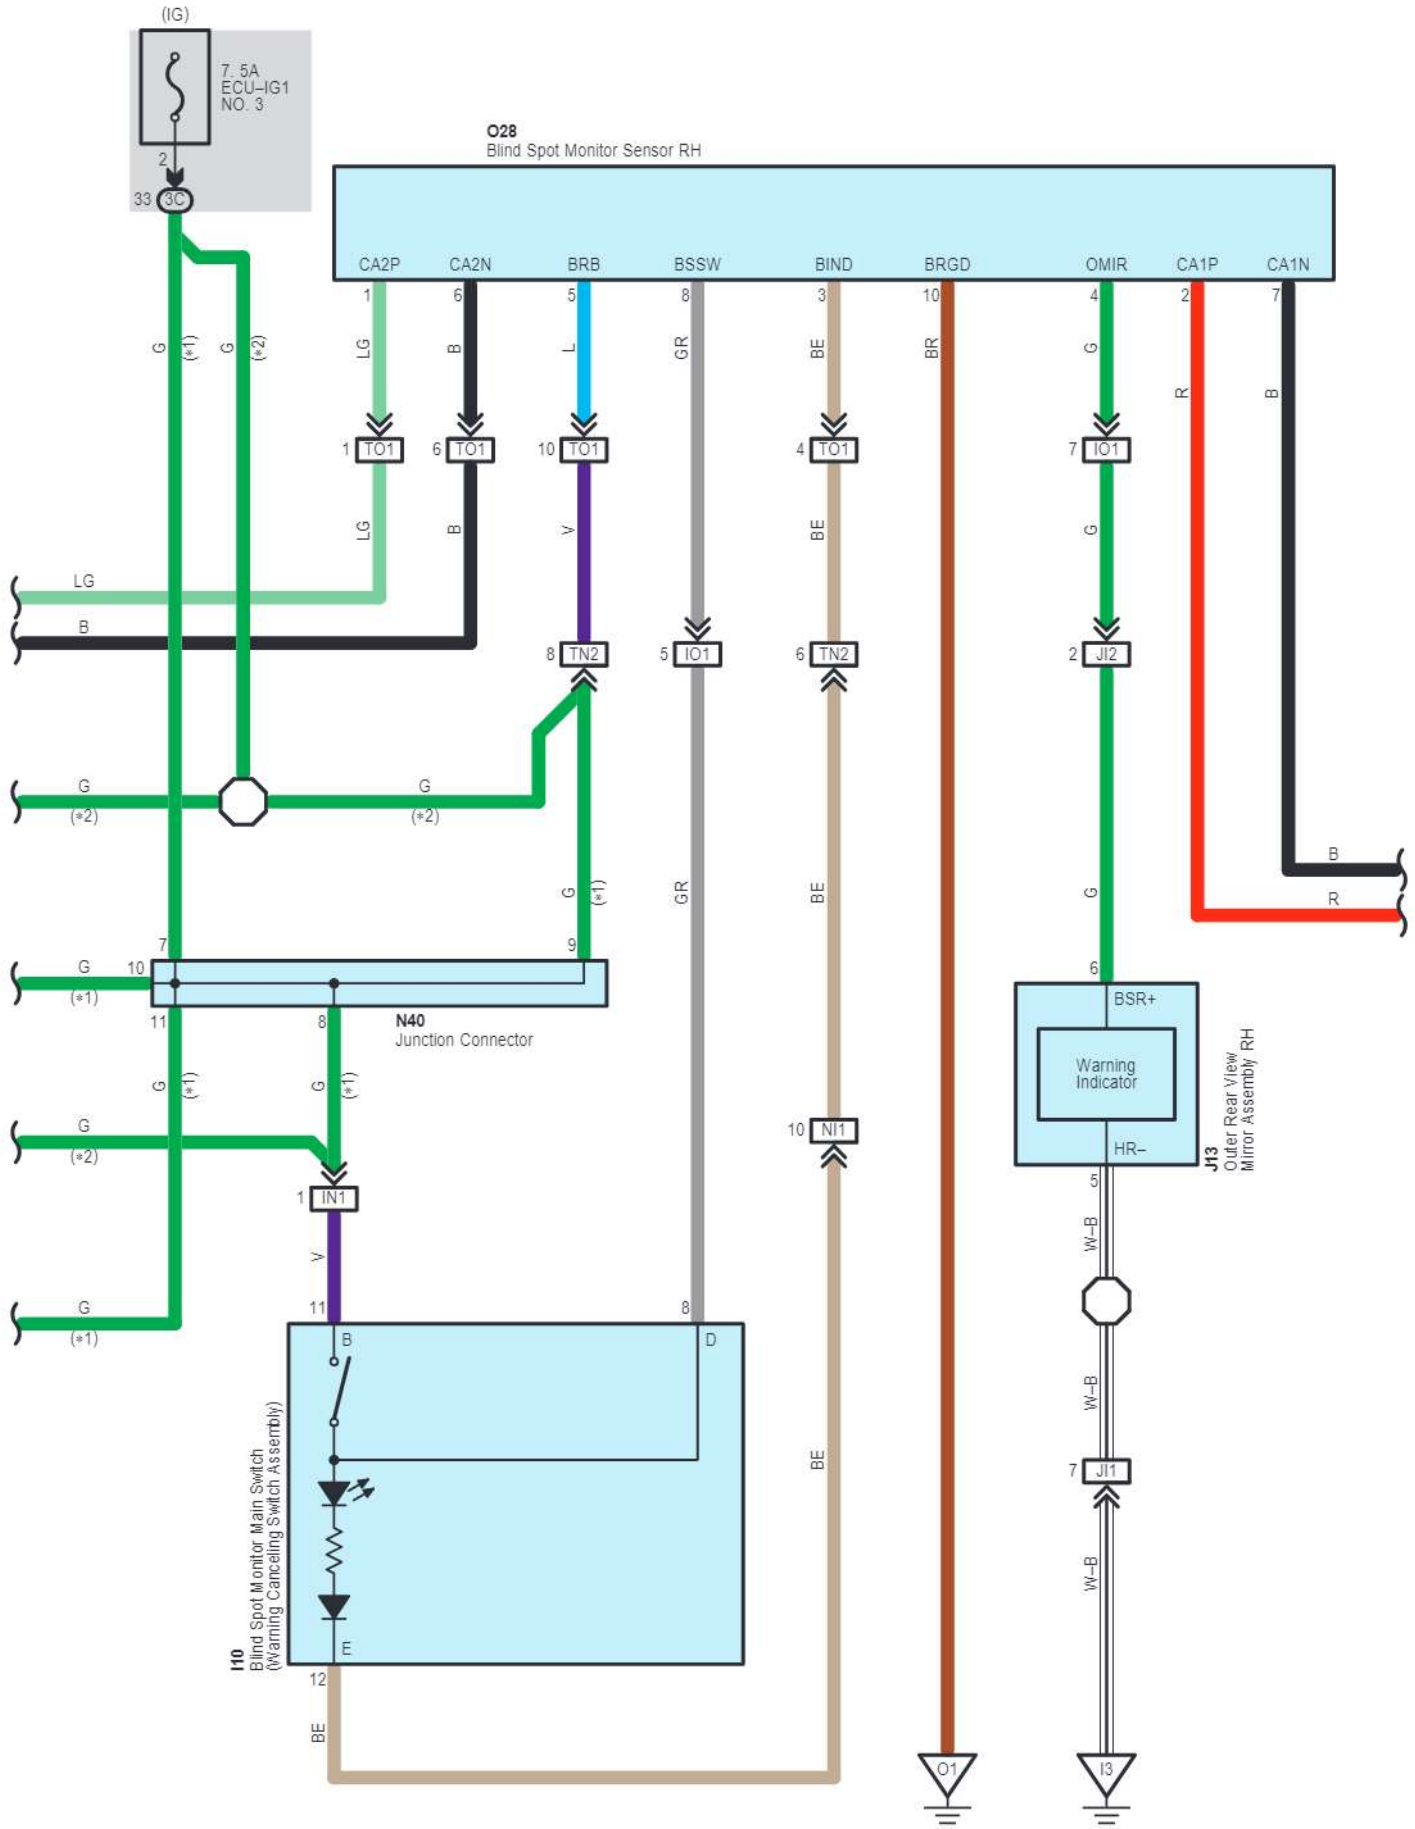 (IG)
7. 5A
ECU–IG1
NO. 3
2
33 3C
O28
Blind Spot Monitor Sensor RH
CA2P CA2N BRB BSSW BIND BRGD OMIR CA1P CA1N
1 6 5 8 3 10 4 2 7
G (∗1) G (∗2) LG B L GR BE BR G
R B
1 TO1 6 TO1 10 TO1 4 TO1 7 IO1
LG B V BE G
LG
B
8 TN2 5 IO1 6 TN2 2 JI2
G G
(∗2) (∗2)
B
G (∗1) GR BE G
R
7 9
G 10 6
(∗1)
BSR+
11 8 N40
Junction Connector
Warning
Indicator
J13
Outer Rear View
Mirror Assembly RH
G (∗1) G (∗1)
G
(∗2)
10 NI1
HR–
5
1 IN1
W–B
V
G 11 8
(∗1)
B D
W–B
BE
7 JI1
I10
Blind Spot Monitor Main Switch
(Warning Canceling Switch Assembly)
W–B
E
12
BE
O1 I3